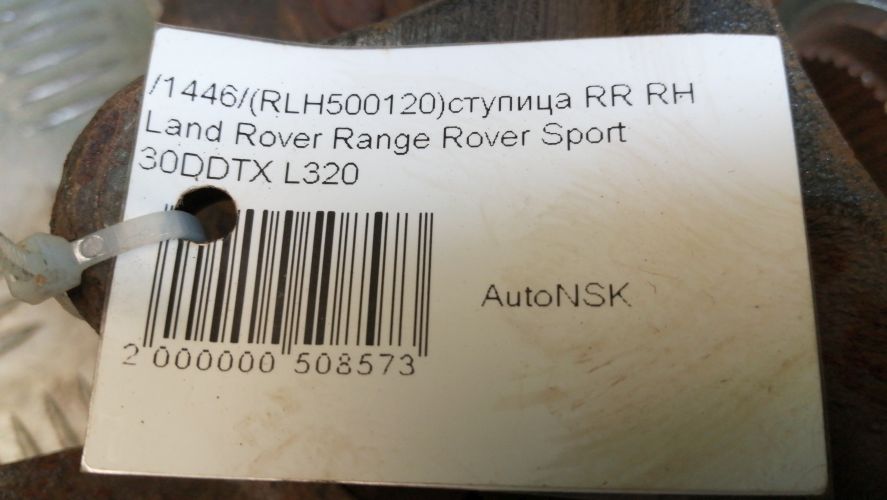 /1446/(RLH500120)ступица RR RH
Land Rover Range Rover Sport
30DDTX L320
AutoNSK
2 000000 508573